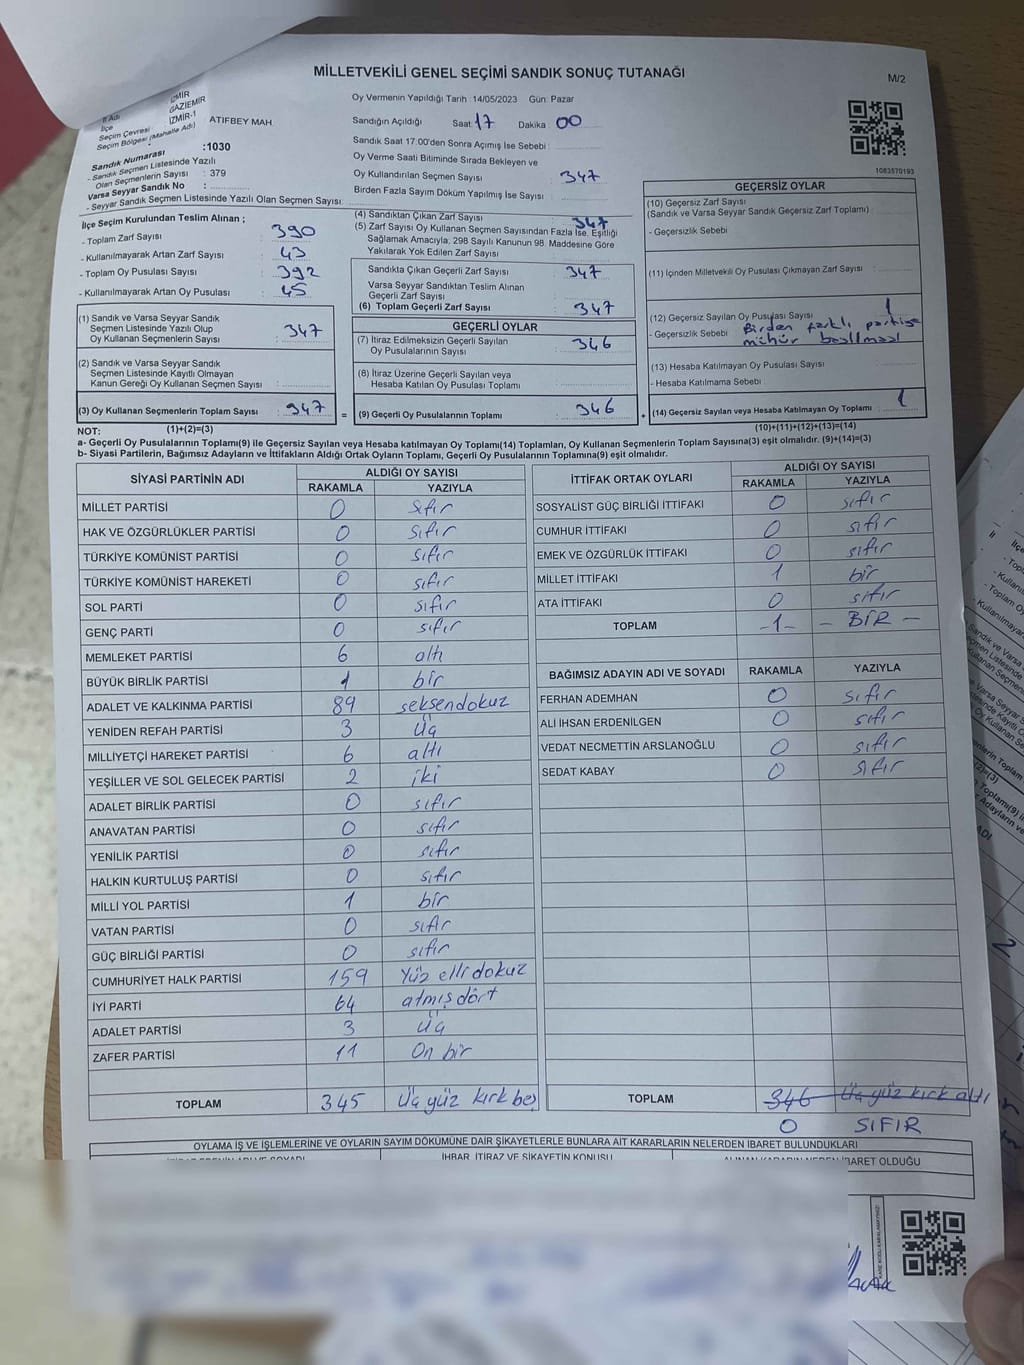 MİLLETVEKİLİ GENEL SEÇİMİ SANDIK SONUÇ TUTANAĞI
M/2
İl Adı İZMİR
İlçe GAZİEMİR
Seçim Çevresi İZMİR-1
Seçim Bölgesi (Mahalle Adı) ATIFBEY MAH.
Sandık Numarası :1030
- Sandık Seçmen Listesinde Yazılı
Olan Seçmenlerin Sayısı : 379
Varsa Seyyar Sandık No :
- Seyyar Sandık Seçmen Listesinde Yazılı Olan Seçmen Sayısı:
Oy Vermenin Yapıldığı Tarih :14/05/2023 Gün: Pazar
Sandığın Açıldığı Saat: 17 Dakika 00
Sandık Saat 17:00'den Sonra Açımış İse Sebebi :
Oy Verme Saati Bitiminde Sırada Bekleyen ve
Oy Kullandırılan Seçmen Sayısı : 347
Birden Fazla Sayım Döküm Yapılmış İse Sayısı :
1083570193
İlçe Seçim Kurulundan Teslim Alınan ;
- Toplam Zarf Sayısı : 390
- Kullanılmayarak Artan Zarf Sayısı : 43
- Toplam Oy Pusulası Sayısı : 392
- Kullanılmayarak Artan Oy Pusulası : 45
(1) Sandık ve Varsa Seyyar Sandık
Seçmen Listesinde Yazılı Olup
Oy Kullanan Seçmenlerin Sayısı : 347
(2) Sandık ve Varsa Seyyar Sandık
Seçmen Listesinde Kayıtlı Olmayan
Kanun Gereği Oy Kullanan Seçmen Sayısı :
(3) Oy Kullanan Seçmenlerin Toplam Sayısı : 347
(1)+(2)=(3)
(4) Sandıktan Çıkan Zarf Sayısı : 347
(5) Zarf Sayısı Oy Kullanan Seçmen Sayısından Fazla İse, Eşitliği
Sağlamak Amacıyla, 298 Sayılı Kanunun 98. Maddesine Göre
Yakılarak Yok Edilen Zarf Sayısı :
Sandıkta Çıkan Geçerli Zarf Sayısı : 347
Varsa Seyyar Sandıktan Teslim Alınan
Geçerli Zarf Sayısı :
(6) Toplam Geçerli Zarf Sayısı : 347
GEÇERLİ OYLAR
(7) İtiraz Edilmeksizin Geçerli Sayılan
Oy Pusulalarının Sayısı : 346
(8) İtiraz Üzerine Geçerli Sayılan veya
Hesaba Katılan Oy Pusulası Toplamı :
= (9) Geçerli Oy Pusulalarının Toplamı : 346
GEÇERSİZ OYLAR
(10) Geçersiz Zarf Sayısı
(Sandık ve Varsa Seyyar Sandık Geçersiz Zarf Toplamı) :
- Geçersizlik Sebebi :
(11) İçinden Milletvekili Oy Pusulası Çıkmayan Zarf Sayısı :
(12) Geçersiz Sayılan Oy Pusulası Sayısı : 1
- Geçersizlik Sebebi : Birden farklı partiye
mühür basılması
(13) Hesaba Katılmayan Oy Pusulası Sayısı :
- Hesaba Katılmama Sebebi :
+ (14) Geçersiz Sayılan veya Hesaba Katılmayan Oy Toplamı : 1
(10)+(11)+(12)+(13)=(14)
NOT:
a- Geçerli Oy Pusulalarının Toplamı(9) ile Geçersiz Sayılan veya Hesaba katılmayan Oy Toplamı(14) Toplamları, Oy Kullanan Seçmenlerin Toplam Sayısına(3) eşit olmalıdır. (9)+(14)=(3)
b- Siyasi Partilerin, Bağımsız Adayların ve İttifakların Aldığı Oyların Toplamı, Geçerli Oy Pusulalarının Toplamına(9) eşit olmalıdır.
SİYASİ PARTİNİN ADI ALDIĞI OY SAYISI
RAKAMLA YAZIYLA
MİLLET PARTİSİ 0 sıfır
HAK VE ÖZGÜRLÜKLER PARTİSİ 0 sıfır
TÜRKİYE KOMÜNİST PARTİSİ 0 sıfır
TÜRKİYE KOMÜNİST HAREKETİ 0 sıfır
SOL PARTİ 0 sıfır
GENÇ PARTİ 0 sıfır
MEMLEKET PARTİSİ 6 altı
BÜYÜK BİRLİK PARTİSİ 1 bir
ADALET VE KALKINMA PARTİSİ 89 seksendokuz
YENİDEN REFAH PARTİSİ 3 üç
MİLLİYETÇİ HAREKET PARTİSİ 6 altı
YEŞİLLER VE SOL GELECEK PARTİSİ 2 iki
ADALET BİRLİK PARTİSİ 0 sıfır
ANAVATAN PARTİSİ 0 sıfır
YENİLİK PARTİSİ 0 sıfır
HALKIN KURTULUŞ PARTİSİ 0 sıfır
MİLLİ YOL PARTİSİ 1 bir
VATAN PARTİSİ 0 sıfır
GÜÇ BİRLİĞİ PARTİSİ 0 sıfır
CUMHURİYET HALK PARTİSİ 159 Yüz elli dokuz
İYİ PARTİ 64 atmış dört
ADALET PARTİSİ 3 üç
ZAFER PARTİSİ 11 On bir
TOPLAM 345 Üç yüz kırk beş
İTTİFAK ORTAK OYLARI ALDIĞI OY SAYISI
RAKAMLA YAZIYLA
SOSYALİST GÜÇ BİRLİĞİ İTTİFAKI 0 sıfır
CUMHUR İTTİFAKI 0 sıfır
EMEK VE ÖZGÜRLÜK İTTİFAKI 0 sıfır
MİLLET İTTİFAKI 1 bir
ATA İTTİFAKI 0 sıfır
TOPLAM -1- - BİR -
BAĞIMSIZ ADAYIN ADI VE SOYADI RAKAMLA YAZIYLA
FERHAN ADEMHAN 0 sıfır
ALİ İHSAN ERDENİLGEN 0 sıfır
VEDAT NECMETTİN ARSLANOĞLU 0 sıfır
SEDAT KABAY 0 sıfır
TOPLAM 346 Üç yüz kırk altı
0 SIFIR
OYLAMA İŞ VE İŞLEMLERİNE VE OYLARIN SAYIM DÖKÜMÜNE DAİR ŞİKAYETLERLE BUNLARA AİT KARARLARIN NELERDEN İBARET BULUNDUKLARI
İHBAR, İTİRAZ VE ŞİKAYETİN KONUSU
ALINAN KARARIN NEDEN İBARET OLDUĞU